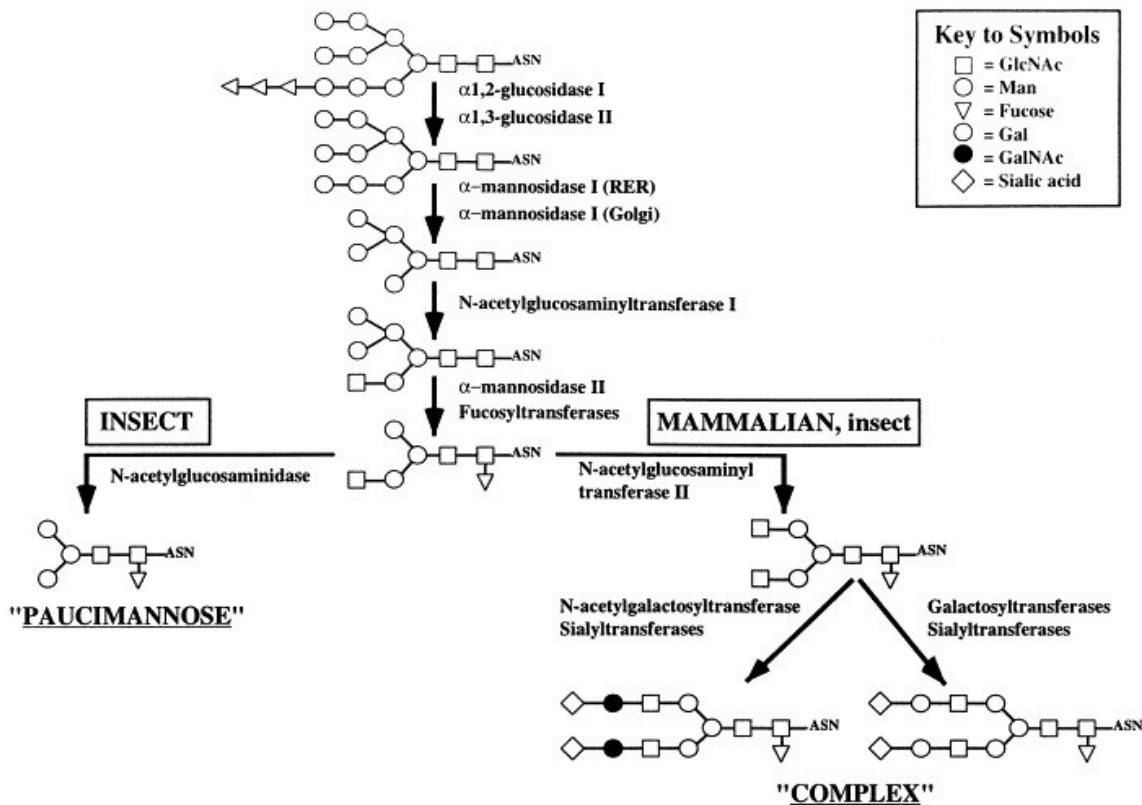 Key to Symbols
= GlcNAc
= Man
= Fucose
= Gal
= GalNAc
= Sialic acid
ASN
α1,2-glucosidase I
α1,3-glucosidase II
ASN
α-mannosidase I (RER)
α-mannosidase I (Golgi)
ASN
N-acetylglucosaminyltransferase I
ASN
α-mannosidase II
Fucosyltransferases
INSECT
MAMMALIAN, insect
ASN
N-acetylglucosaminidase
N-acetylglucosaminyl
transferase II
ASN
"PAUCIMANNOSE"
ASN
N-acetylgalactosyltransferase
Sialyltransferases
Galactosyltransferases
Sialyltransferases
ASN
ASN
"COMPLEX"